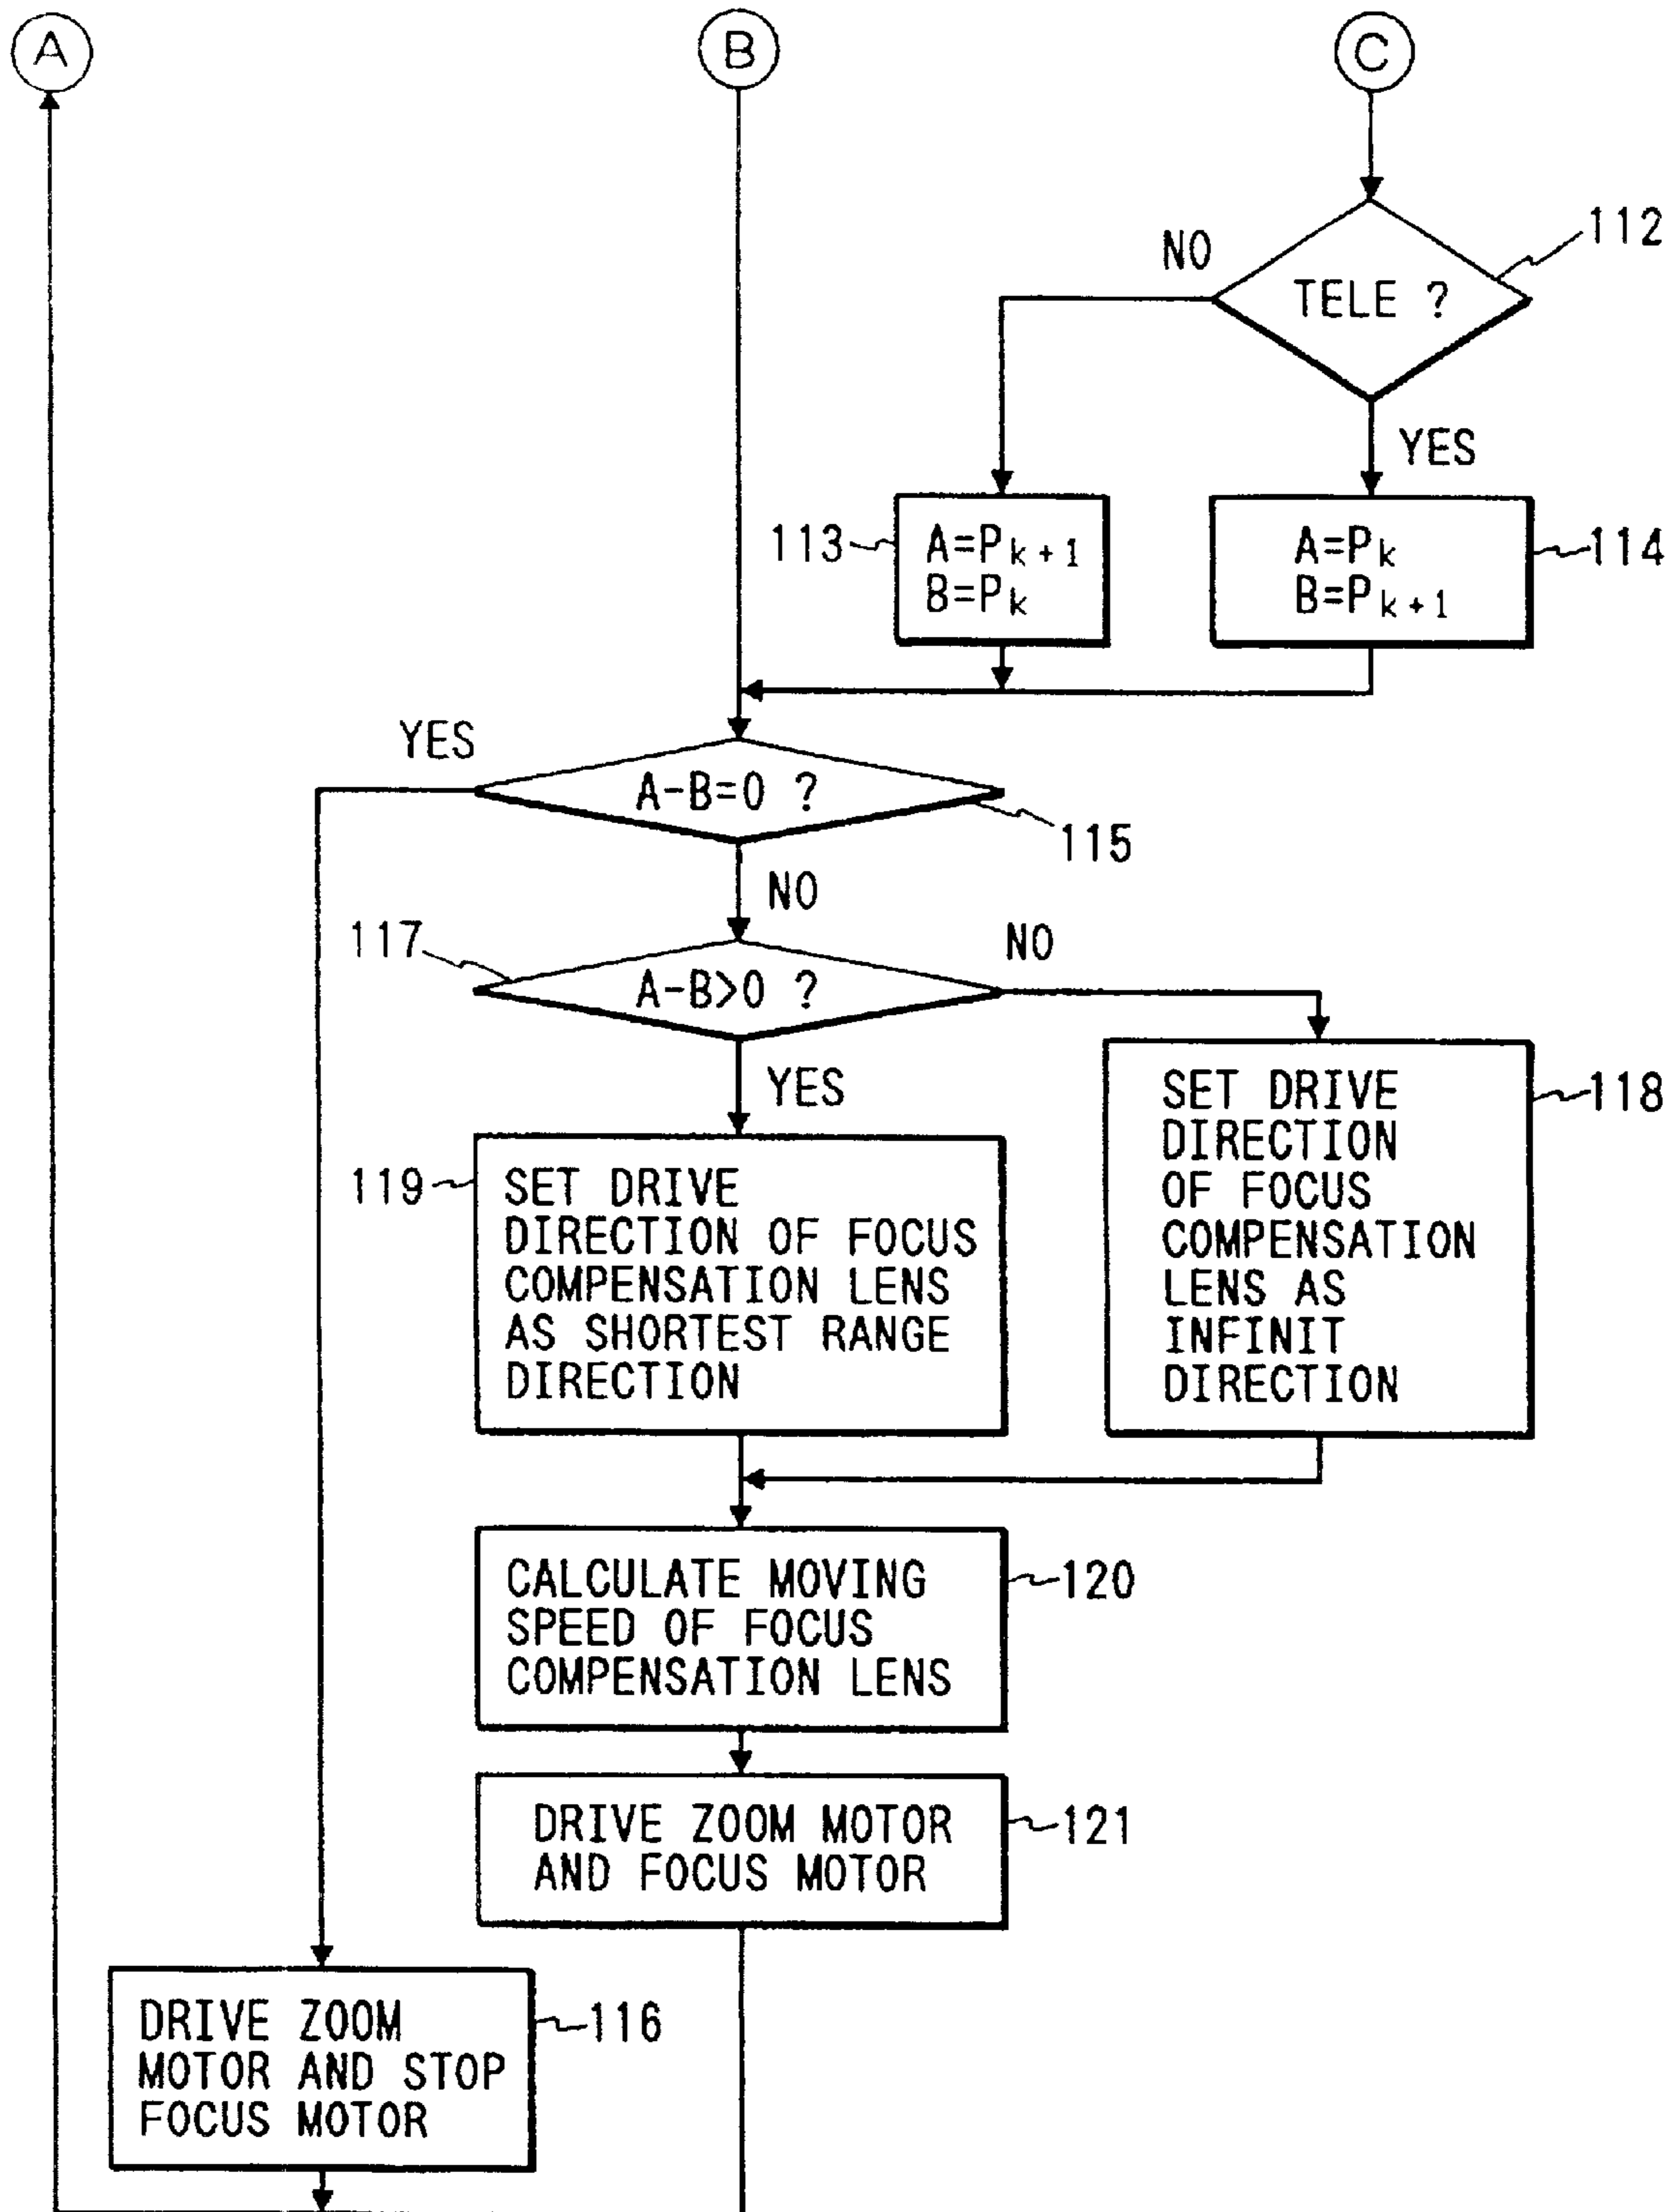 A
B
C
112
NO
TELE ?
YES
113
A=Pk+1
B=Pk
A=Pk
B=Pk+1
114
YES
A-B=0 ?
115
NO
117
A-B>0 ?
NO
YES
119
SET DRIVE
DIRECTION OF FOCUS
COMPENSATION LENS
AS SHORTEST RANGE
DIRECTION
SET DRIVE
DIRECTION
OF FOCUS
COMPENSATION
LENS AS
INFINIT
DIRECTION
118
CALCULATE MOVING
SPEED OF FOCUS
COMPENSATION LENS
120
DRIVE ZOOM MOTOR
AND FOCUS MOTOR
121
DRIVE ZOOM
MOTOR AND STOP
FOCUS MOTOR
116